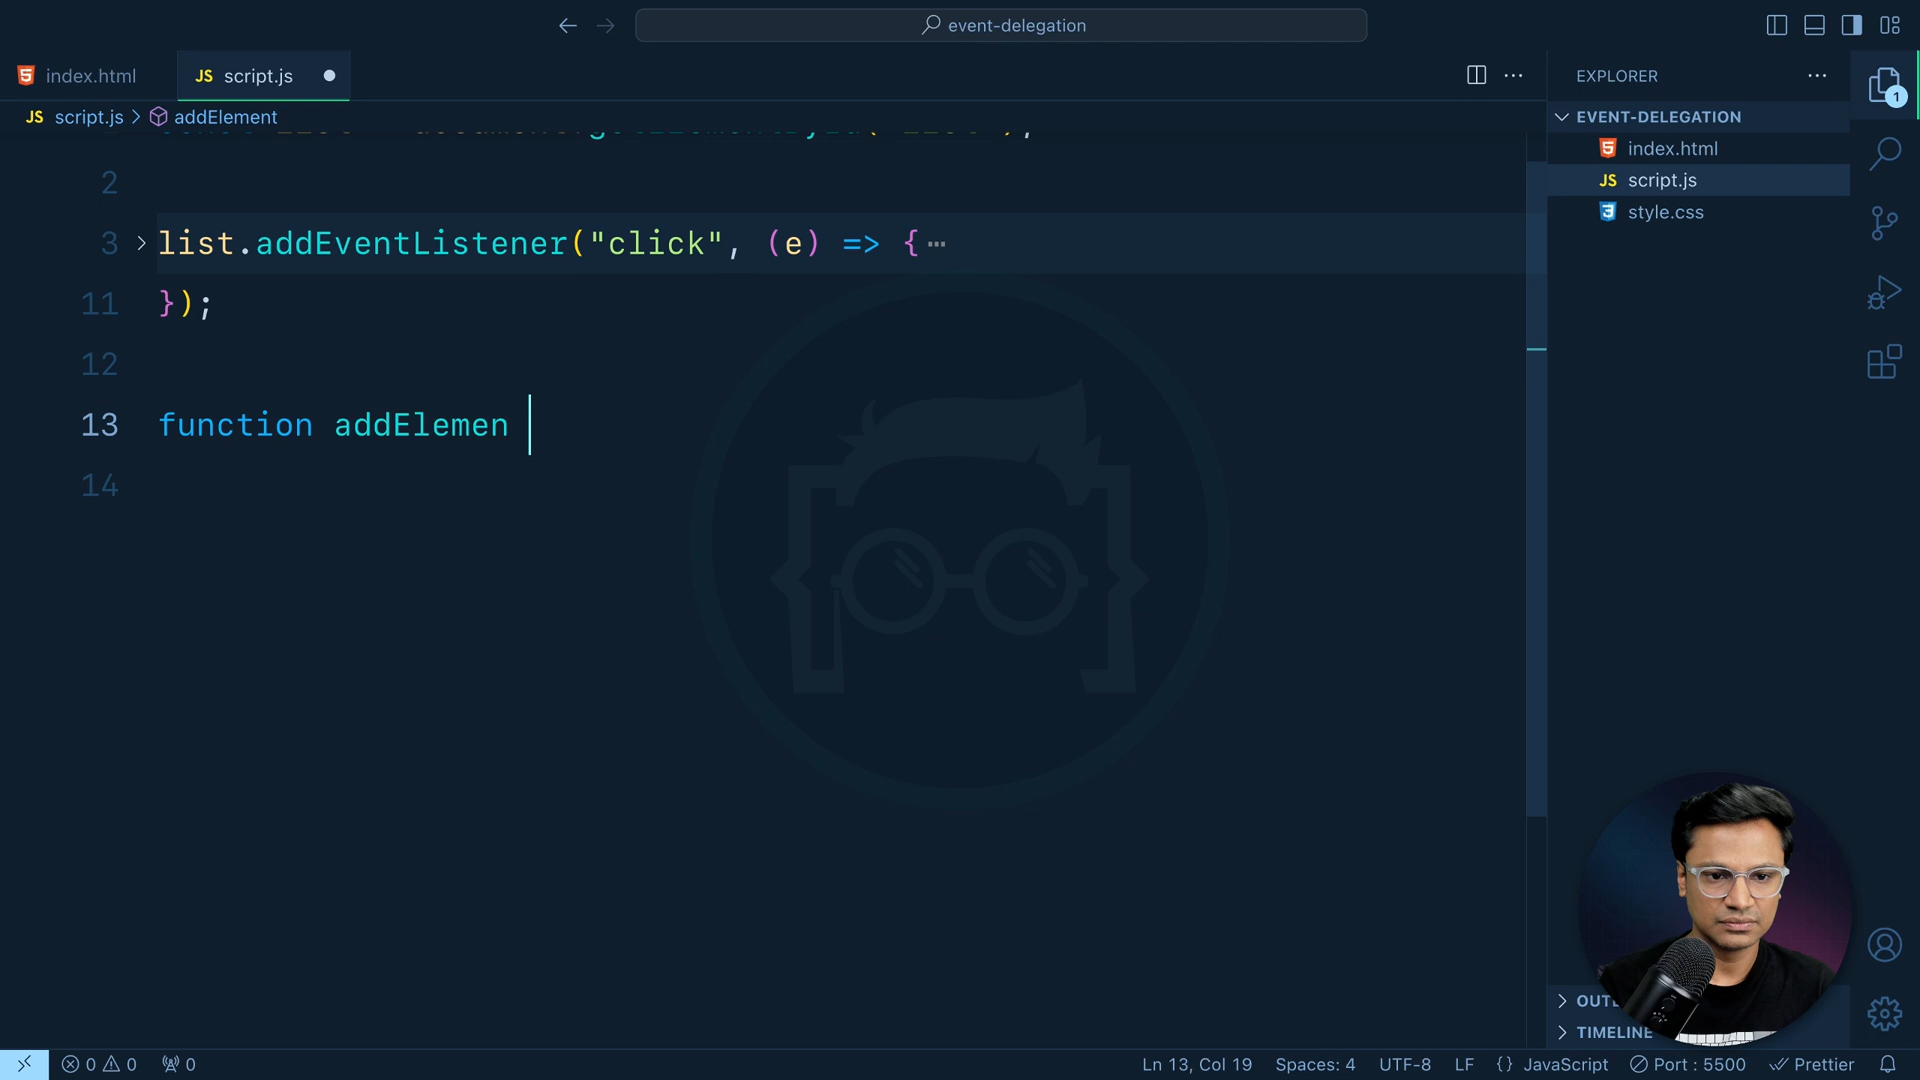 event-delegation
index.html
JS script.js
EXPLORER
JS script.js > addElement
EVENT-DELEGATION
index.html
JS script.js
style.css
1
2
3 list.addEventListener("click", (e) => {…
11 });
12
13 function addElemen
14
TIMELINE
0 0 0
Ln 13, Col 19 Spaces: 4 UTF-8 LF {} JavaScript Port : 5500 Prettier